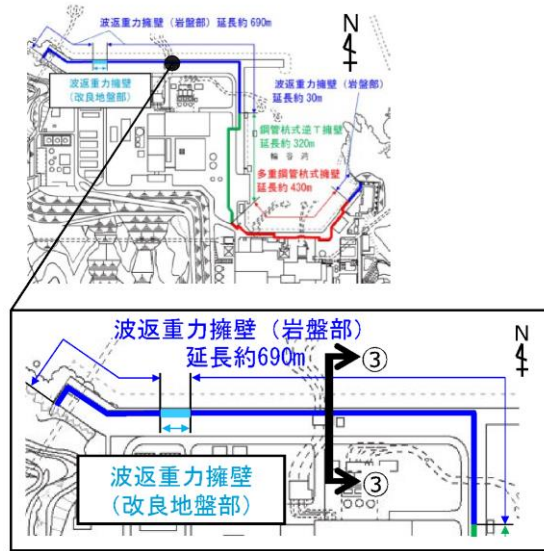 波返重力擁壁（岩盤部）延長約690m
N
波返重力擁壁
（改良地盤部）
波返重力擁壁（岩盤部）
延長約30m
鋼管杭式逆Ｔ擁壁
延長約320m
輪谷湾
多重鋼管杭式擁壁
延長約430m
波返重力擁壁（岩盤部）
延長約690m
N
③
③
波返重力擁壁
（改良地盤部）